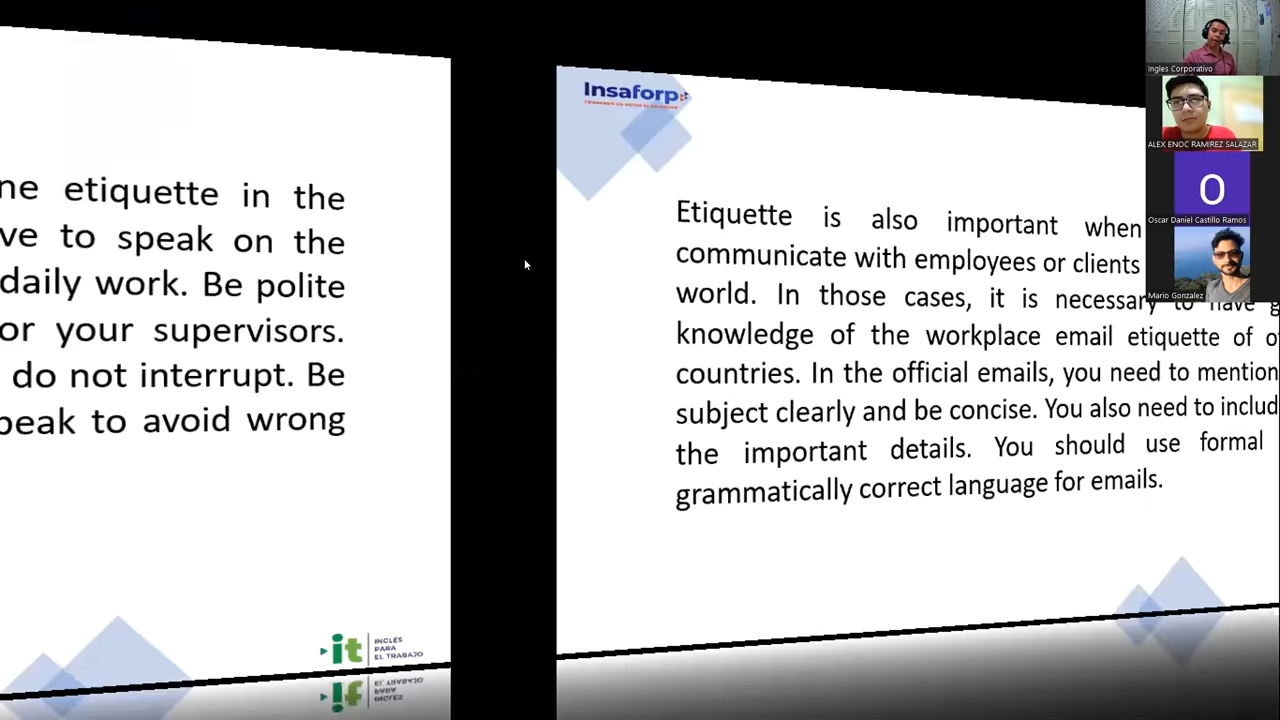 etiquette in the
to speak on the
daily work. Be polite
or your supervisors.
do not interrupt. Be
to avoid wrong
it INGLÉS
PARA
EL TRABAJO
Insaforp
Etiquette is also important when
communicate with employees or clients
world. In those cases, it is necessary to have
knowledge of the workplace email etiquette of
countries. In the official emails, you need to mention
subject clearly and be concise. You also need to
the important details. You should use formal
grammatically correct language for emails.
Ingles Corporativo
ALEX ENOC RAMIREZ SALAZAR
O
Oscar Daniel Castillo Ramos
Mario Gonzalez